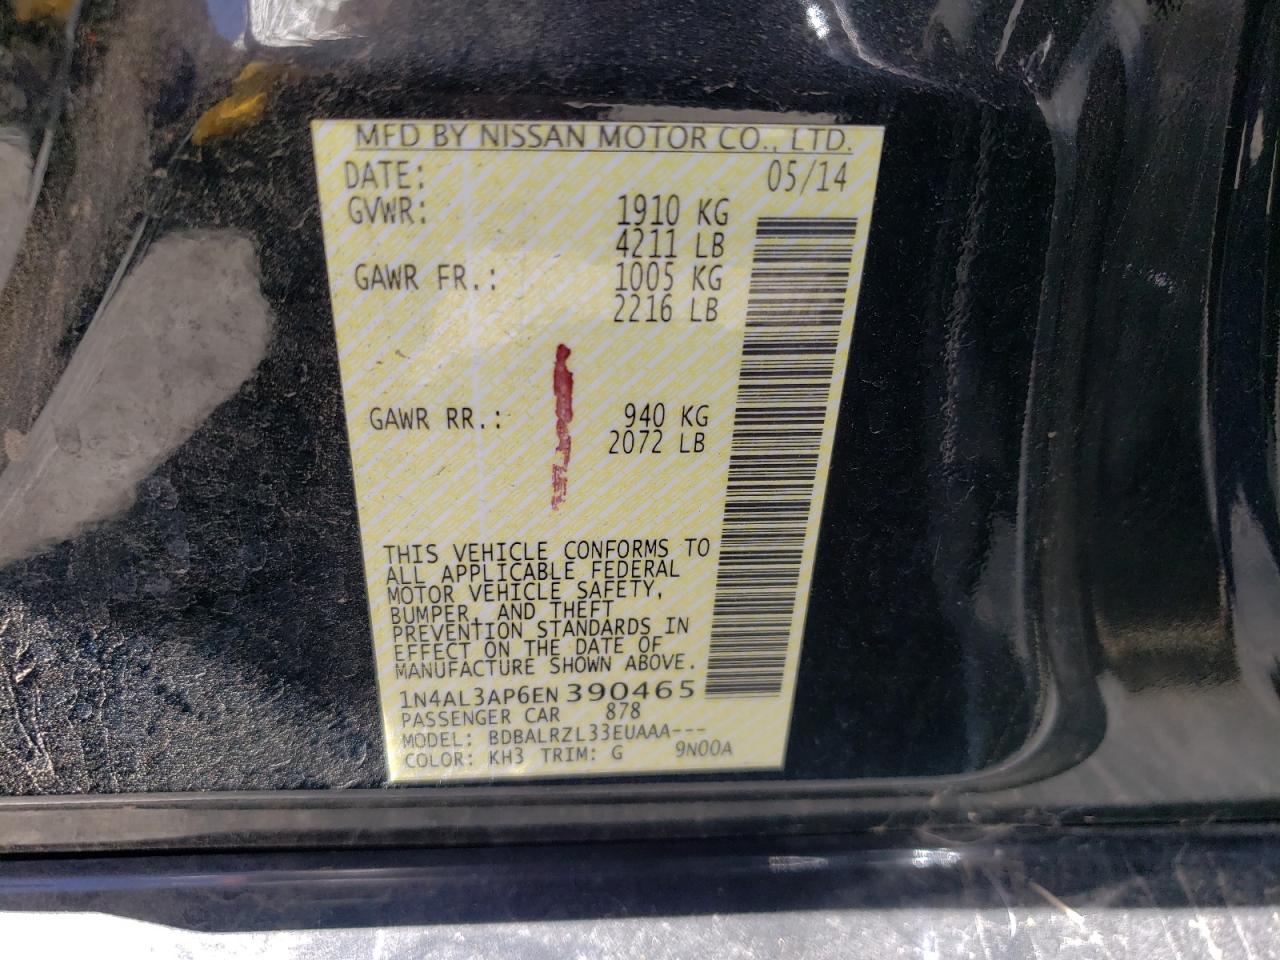 MFD BY NISSAN MOTOR CO., LTD.
DATE: 05/14
GVWR: 1910 KG
4211 LB
GAWR FR.: 1005 KG
2216 LB
GAWR RR.: 940 KG
2072 LB
THIS VEHICLE CONFORMS TO
ALL APPLICABLE FEDERAL
MOTOR VEHICLE SAFETY,
BUMPER, AND THEFT
PREVENTION STANDARDS IN
EFFECT ON THE DATE OF
MANUFACTURE SHOWN ABOVE.
1N4AL3AP6EN390465
PASSENGER CAR 878
MODEL: BDBALRZL33EUAAA---
COLOR: KH3 TRIM: G 9N00A